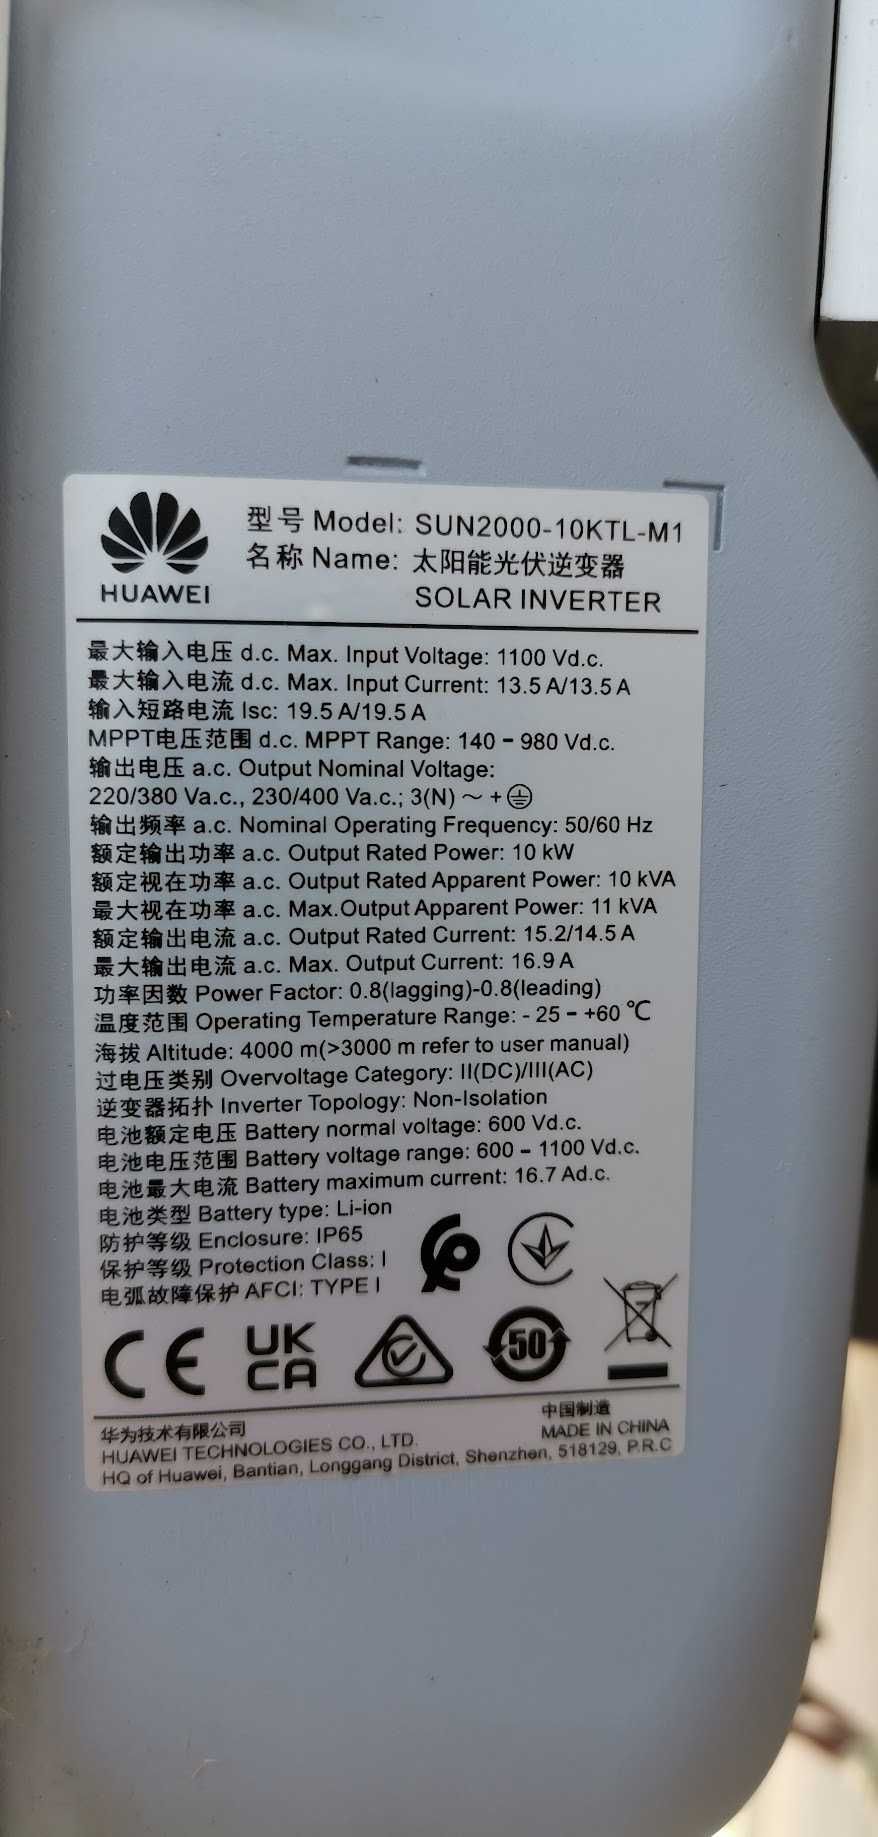 HUAWEI
型号 Model: SUN2000-10KTL-M1
名称 Name: 太阳能光伏逆变器
SOLAR INVERTER
最大输入电压 d.c. Max. Input Voltage: 1100 Vd.c.
最大输入电流 d.c. Max. Input Current: 13.5 A/13.5 A
输入短路电流 Isc: 19.5 A/19.5 A
MPPT电压范围 d.c. MPPT Range: 140 - 980 Vd.c.
输出电压 a.c. Output Nominal Voltage:
220/380 Va.c., 230/400 Va.c.; 3(N) ~ + ⏚
输出频率 a.c. Nominal Operating Frequency: 50/60 Hz
额定输出功率 a.c. Output Rated Power: 10 kW
额定视在功率 a.c. Output Rated Apparent Power: 10 kVA
最大视在功率 a.c. Max.Output Apparent Power: 11 kVA
额定输出电流 a.c. Output Rated Current: 15.2/14.5 A
最大输出电流 a.c. Max. Output Current: 16.9 A
功率因数 Power Factor: 0.8(lagging)-0.8(leading)
温度范围 Operating Temperature Range: - 25 - +60 ℃
海拔 Altitude: 4000 m(>3000 m refer to user manual)
过电压类别 Overvoltage Category: II(DC)/III(AC)
逆变器拓扑 Inverter Topology: Non-Isolation
电池额定电压 Battery normal voltage: 600 Vd.c.
电池电压范围 Battery voltage range: 600 - 1100 Vd.c.
电池最大电流 Battery maximum current: 16.7 Ad.c.
电池类型 Battery type: Li-ion
防护等级 Enclosure: IP65
保护等级 Protection Class: I
电弧故障保护 AFCI: TYPE I
CE UK CA 50
华为技术有限公司
HUAWEI TECHNOLOGIES CO., LTD.
中国制造
MADE IN CHINA
HQ of Huawei, Bantian, Longgang District, Shenzhen, 518129, P.R.C